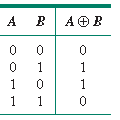 A B A ⊕ B
0 0 0
0 1 1
1 0 1
1 1 0